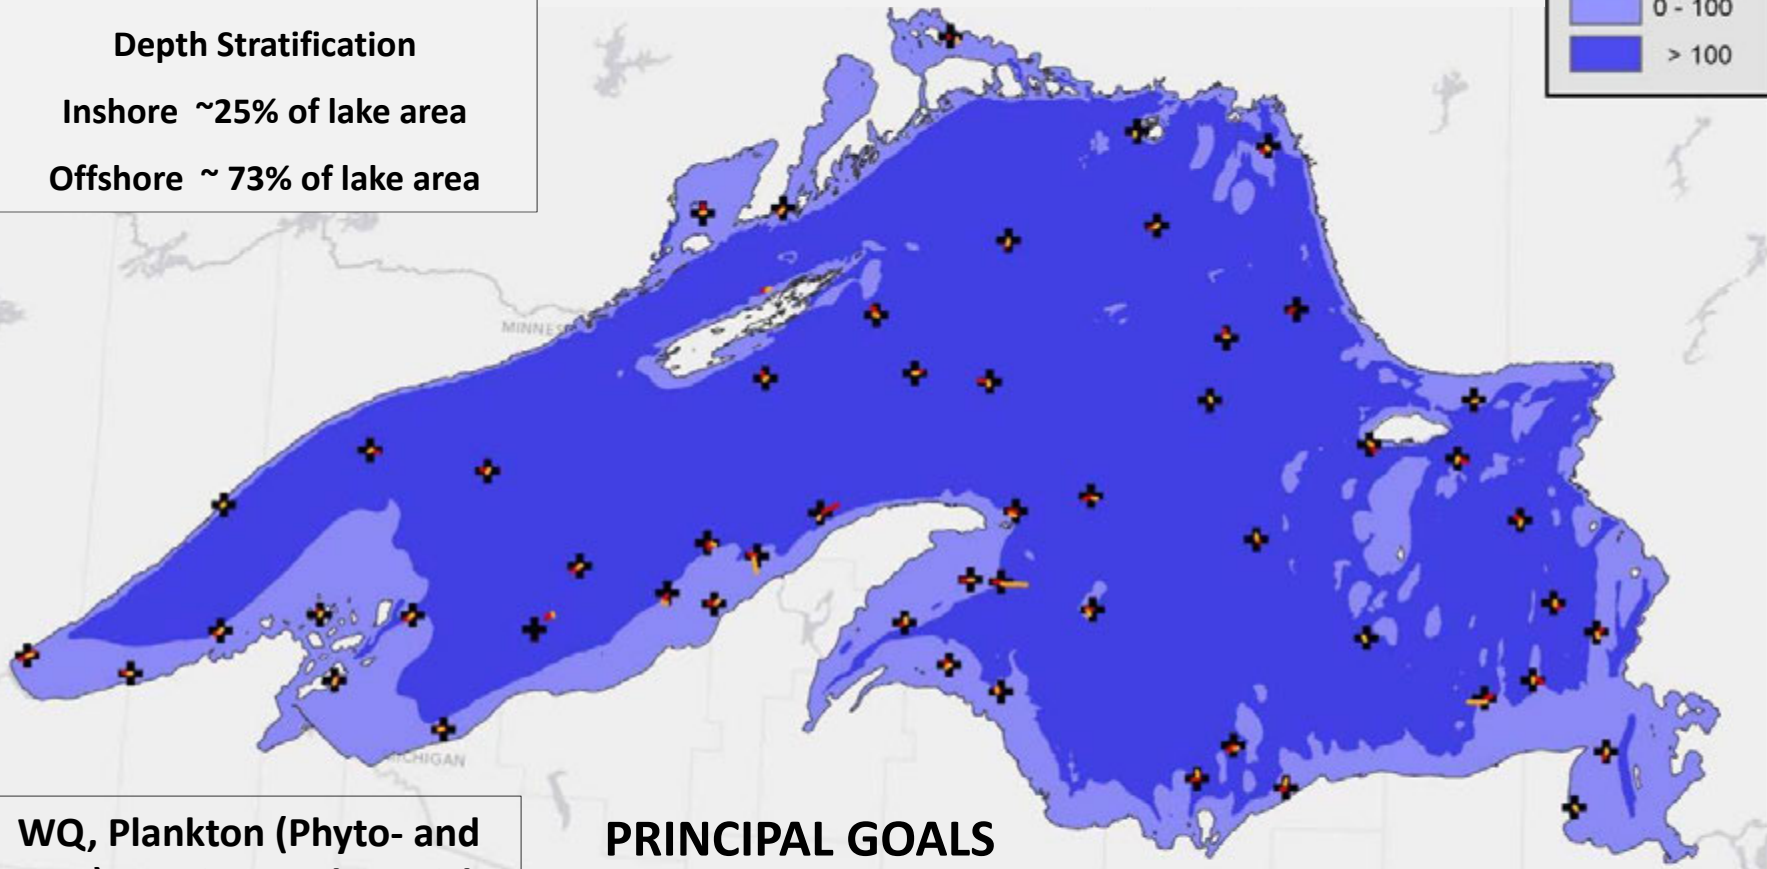 Depth Stratification
Inshore ~25% of lake area
Offshore ~ 73% of lake area
0 - 100
> 100
MICHIGAN
WQ, Plankton (Phyto- and
PRINCIPAL GOALS